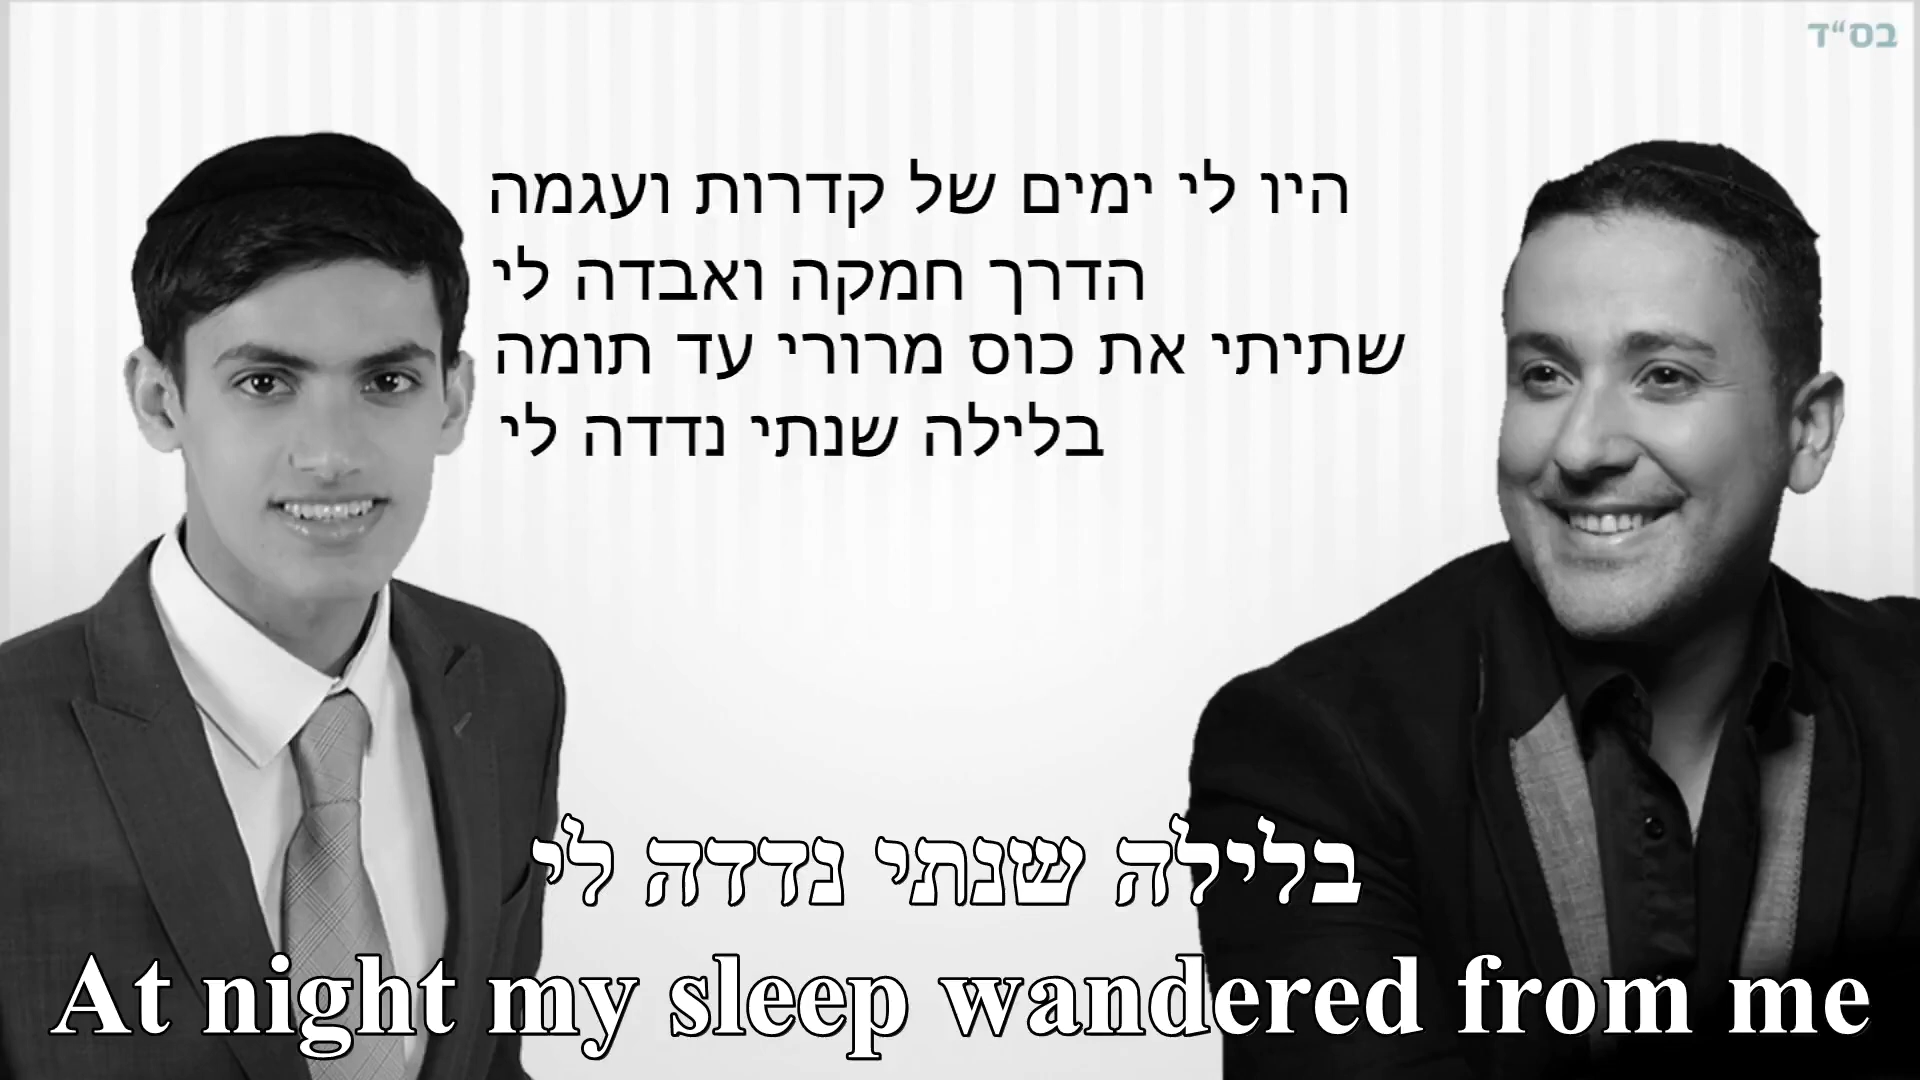 בס"ד
היו לי ימים של קדרות ועגמה
הדרך חמקה ואבדה לי
שתיתי את כוס מרורי עד תומה
בלילה שנתי נדדה לי
בלילה שנתי נדדה לי
At night my sleep wandered from me